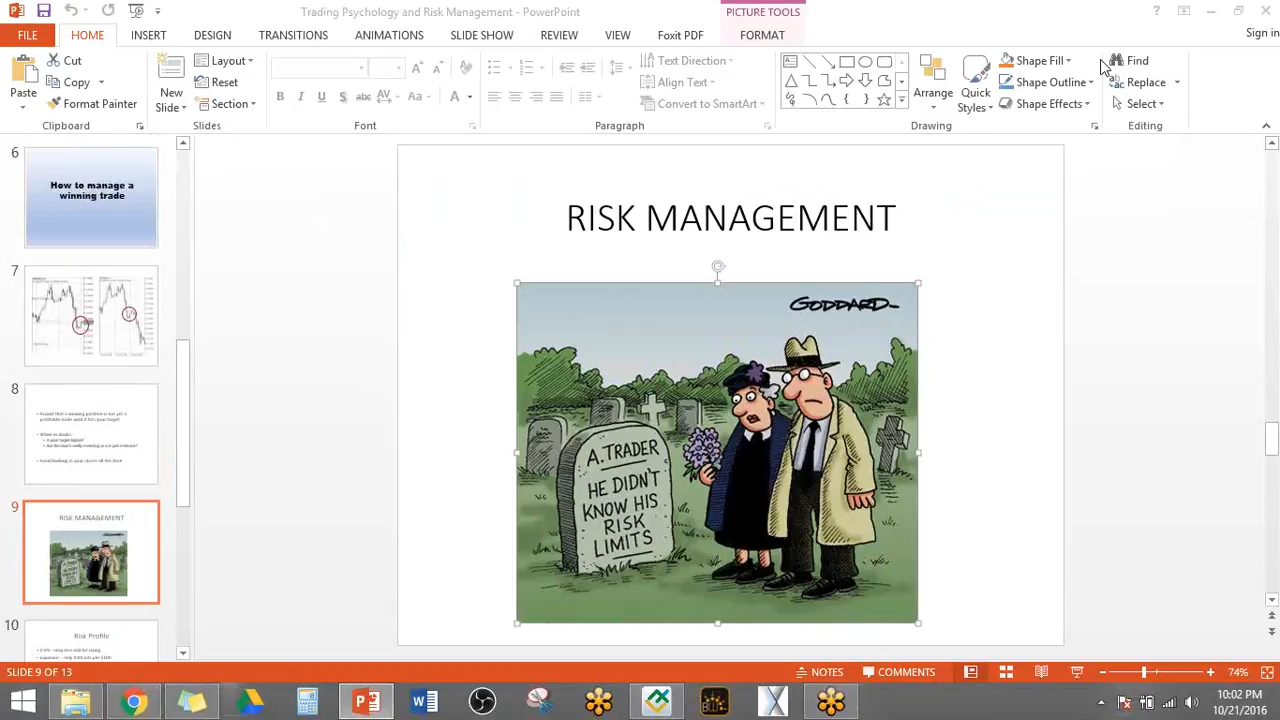 Trading Psychology and Risk Management - PowerPoint
PICTURE TOOLS
?
Sign in
FILE
HOME
INSERT
DESIGN
TRANSITIONS
ANIMATIONS
SLIDE SHOW
REVIEW
VIEW
Foxit PDF
FORMAT
Paste
Cut
Copy
Format Painter
Clipboard
New
Slide
Layout
Reset
Section
Slides
B I U S abc AV Aa A
Font
Text Direction
Align Text
Convert to SmartArt
Paragraph
Arrange
Quick
Styles
Shape Fill
Shape Outline
Shape Effects
Drawing
Find
Replace
Select
Editing
6
How to manage a
winning trade
7
8
9
RISK MANAGEMENT
10
Risk Profile
RISK MANAGEMENT
GODDARD
A. TRADER
HE DIDN'T
KNOW HIS
RISK
LIMITS
SLIDE 9 OF 13
NOTES
COMMENTS
74%
10:02 PM
10/21/2016